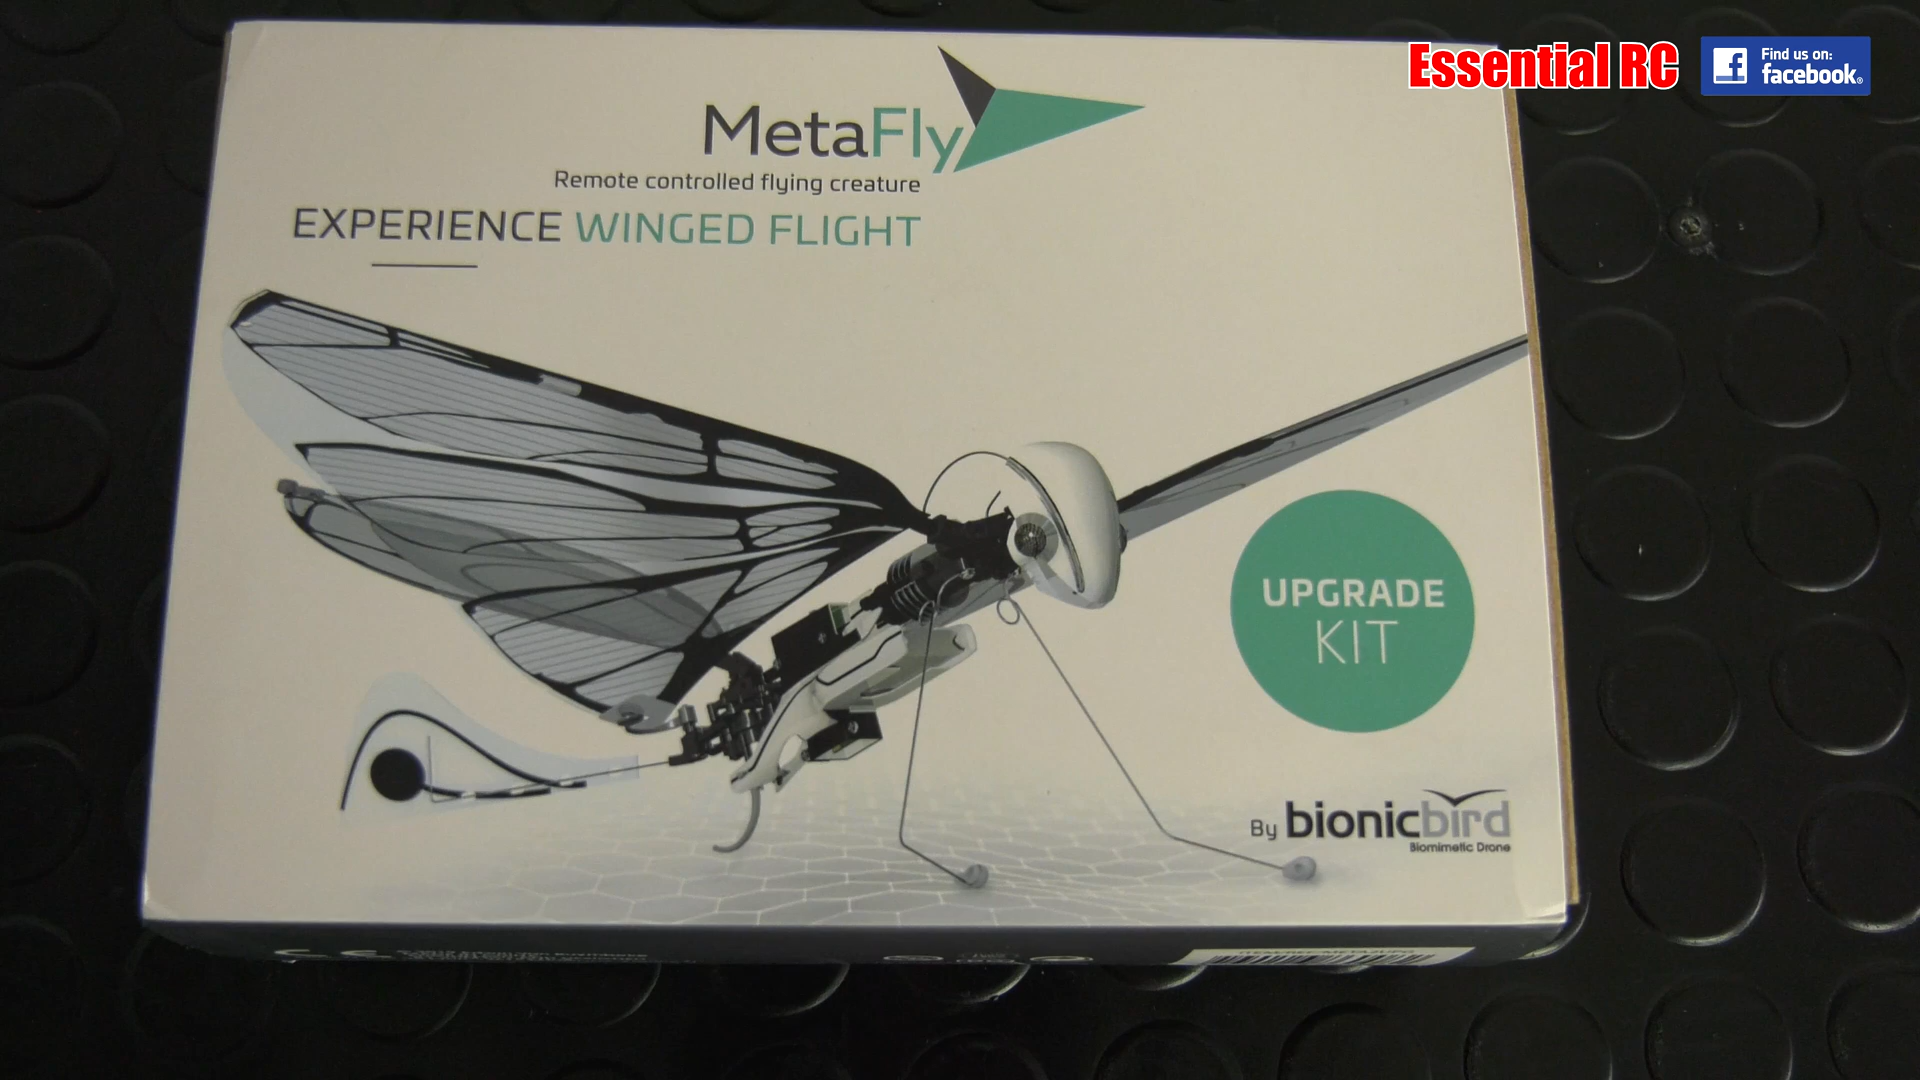 Essential RC
Find us on:
facebook®
MetaFly
Remote controlled flying creature
EXPERIENCE WINGED FLIGHT
UPGRADE
KIT
By bionicbird
Biomimetic Drone
CE